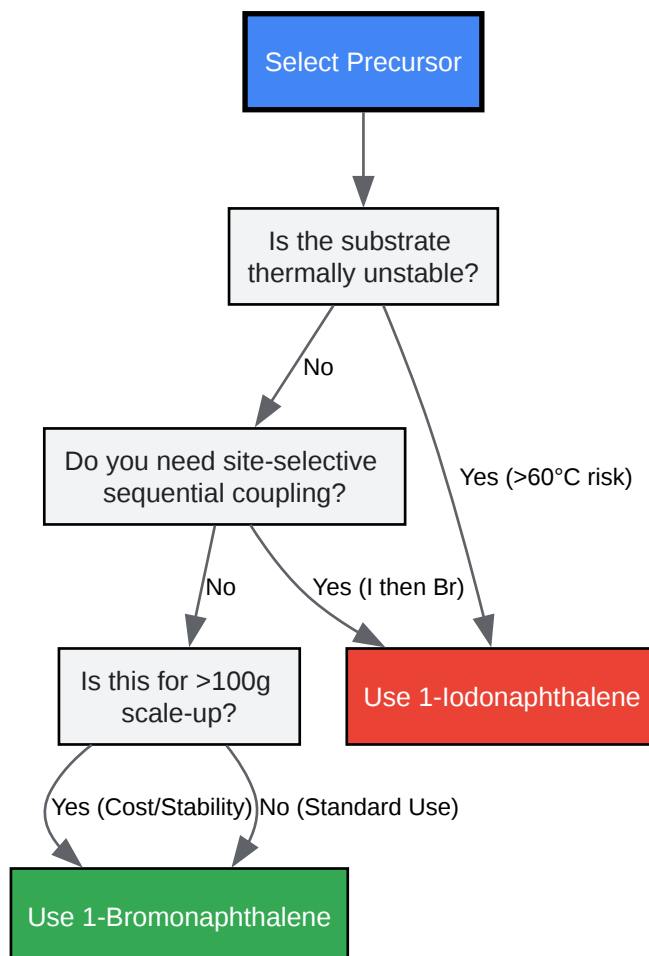 Select Precursor
Is the substrate
thermally unstable?
No
Yes (>60°C risk)
Do you need site-selective
sequential coupling?
No
Yes (I then Br)
Is this for >100g
scale-up?
Use 1-Iodonaphthalene
Yes (Cost/Stability)
No (Standard Use)
Use 1-Bromonaphthalene